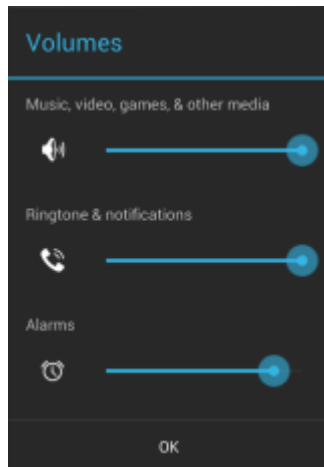 Volumes
Music, video, games, & other media
Ringtone & notifications
Alarms
OK